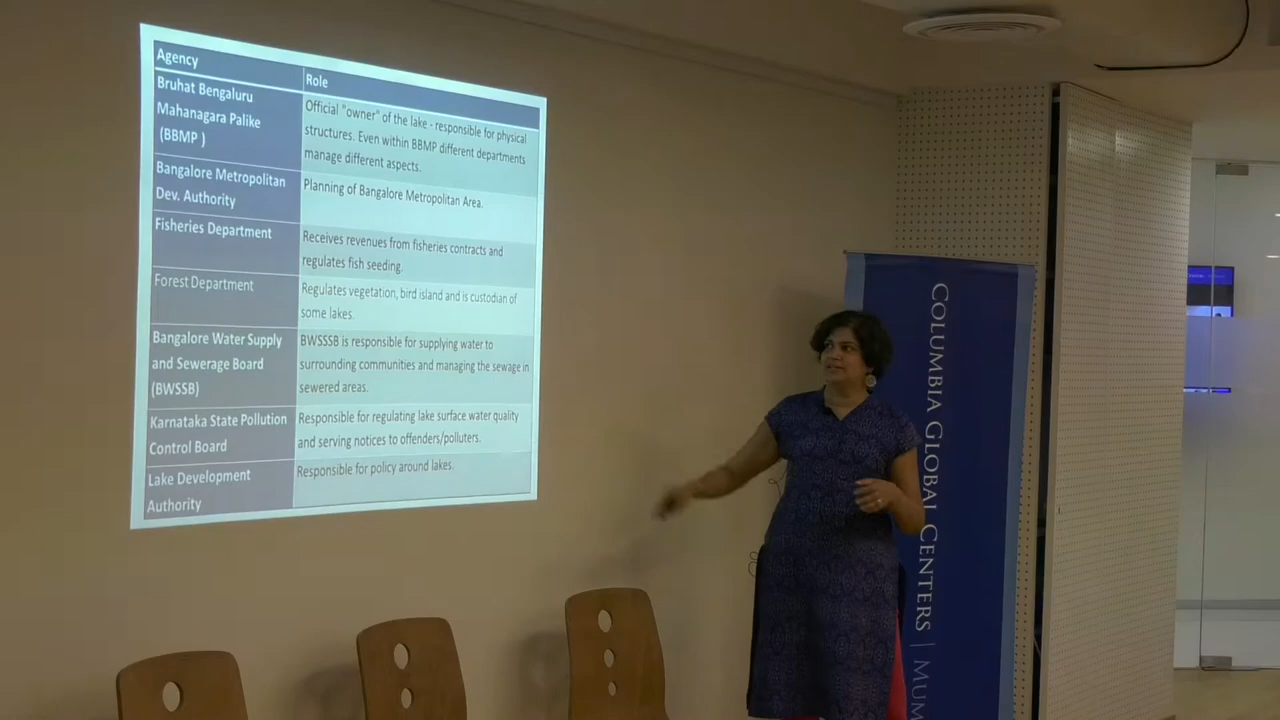 Agency
Role
Bruhat Bengaluru
Mahanagara Palike
(BBMP )
Official "owner" of the lake - responsible for physical
structures. Even within BBMP different departments
manage different aspects.
Bangalore Metropolitan
Dev. Authority
Planning of Bangalore Metropolitan Area.
Fisheries Department
Receives revenues from fisheries contracts and
regulates fish seeding.
Forest Department
Regulates vegetation, bird island and is custodian of
some lakes.
Bangalore Water Supply
and Sewerage Board
(BWSSB)
BWSSSB is responsible for supplying water to
surrounding communities and managing the sewage in
sewered areas.
Karnataka State Pollution
Control Board
Responsible for regulating lake surface water quality
and serving notices to offenders/polluters.
Lake Development
Authority
Responsible for policy around lakes.
COLUMBIA GLOBAL CENTERS | MUM